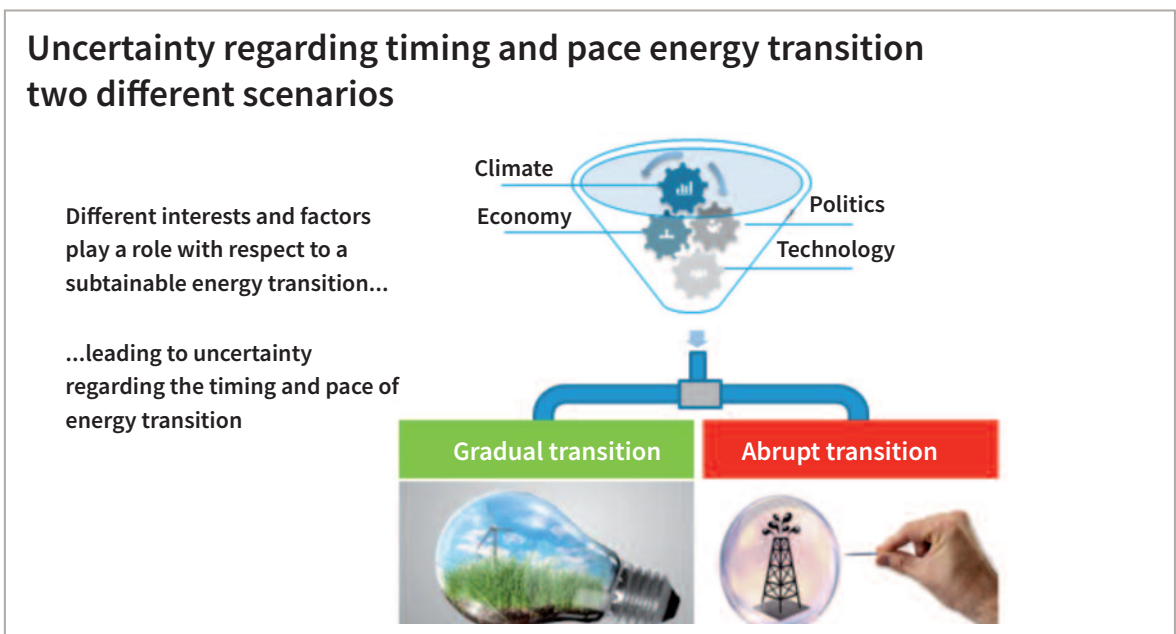 Uncertainty regarding timing and pace energy transition
two different scenarios
Different interests and factors
play a role with respect to a
subtainable energy transition...
...leading to uncertainty
regarding the timing and pace of
energy transition
Climate
Economy
Politics
Technology
Gradual transition
Abrupt transition